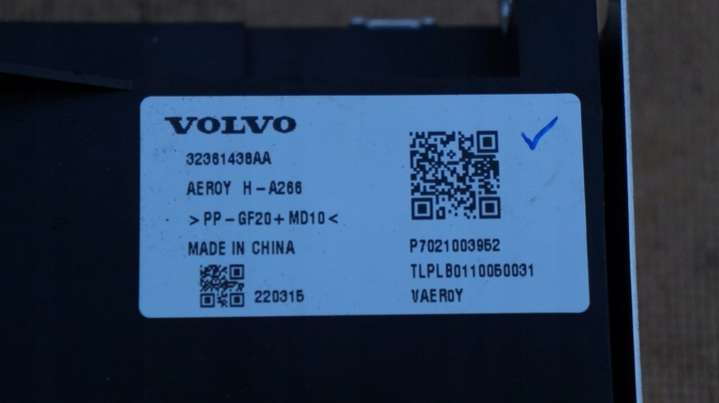 VOLVO
32361438AA
AEROY H-A266
>PP-GF20+MD10<
MADE IN CHINA
220315
P7021003952
TLPLB0110050031
VAEROY